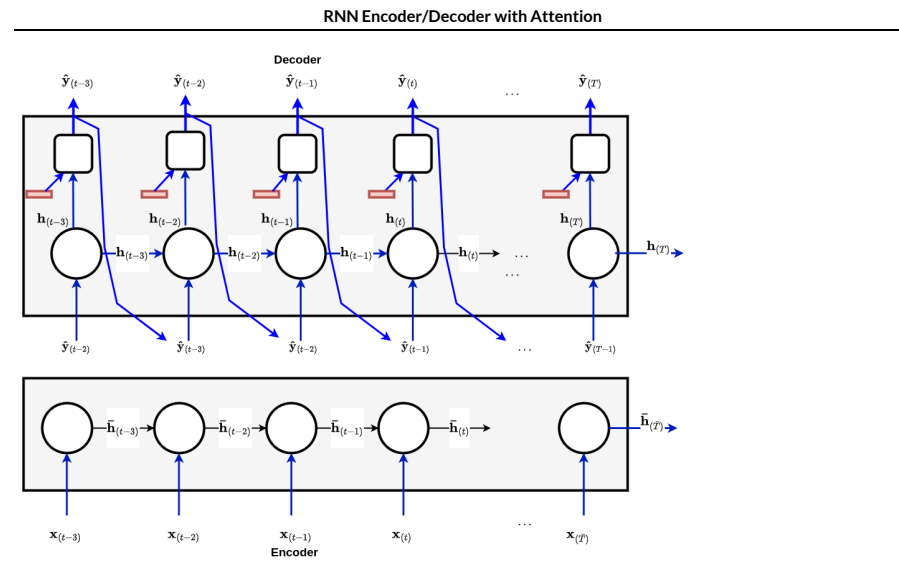 RNN Encoder/Decoder with Attention
Decoder
ŷ(t−3) ŷ(t−2) ŷ(t−1) ŷ(t) ... ŷ(T)
h(t−3) h(t−2) h(t−1) h(t) h(T)
h(t−3) h(t−2) h(t−1) h(t) ... h(T)
...
ŷ(t−2) ŷ(t−3) ŷ(t−2) ŷ(t−1) ... ŷ(T−1)
h̄(t−3) h̄(t−2) h̄(t−1) h̄(t) h̄(T̄)
...
x(t−3) x(t−2) x(t−1) x(t) x(T̄)
Encoder